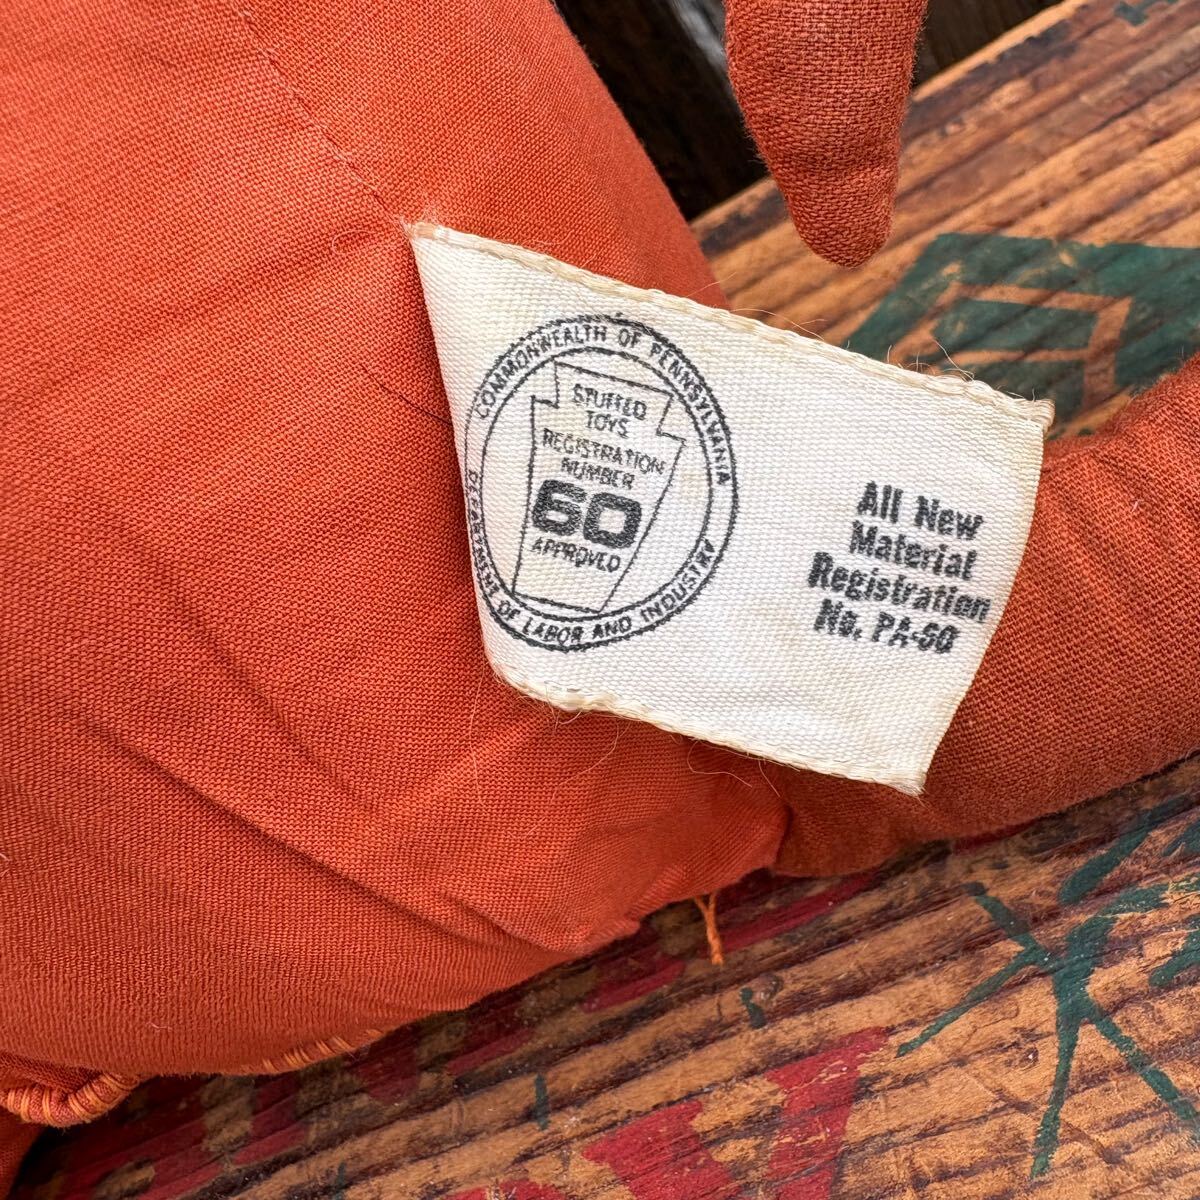 COMMONWEALTH OF PENNSYLVANIA
STUFFED
TOYS
REGISTRATION
NUMBER
60
APPROVED
DEPARTMENT OF LABOR AND INDUSTRY
All New
Material
Registration
No. PA-60